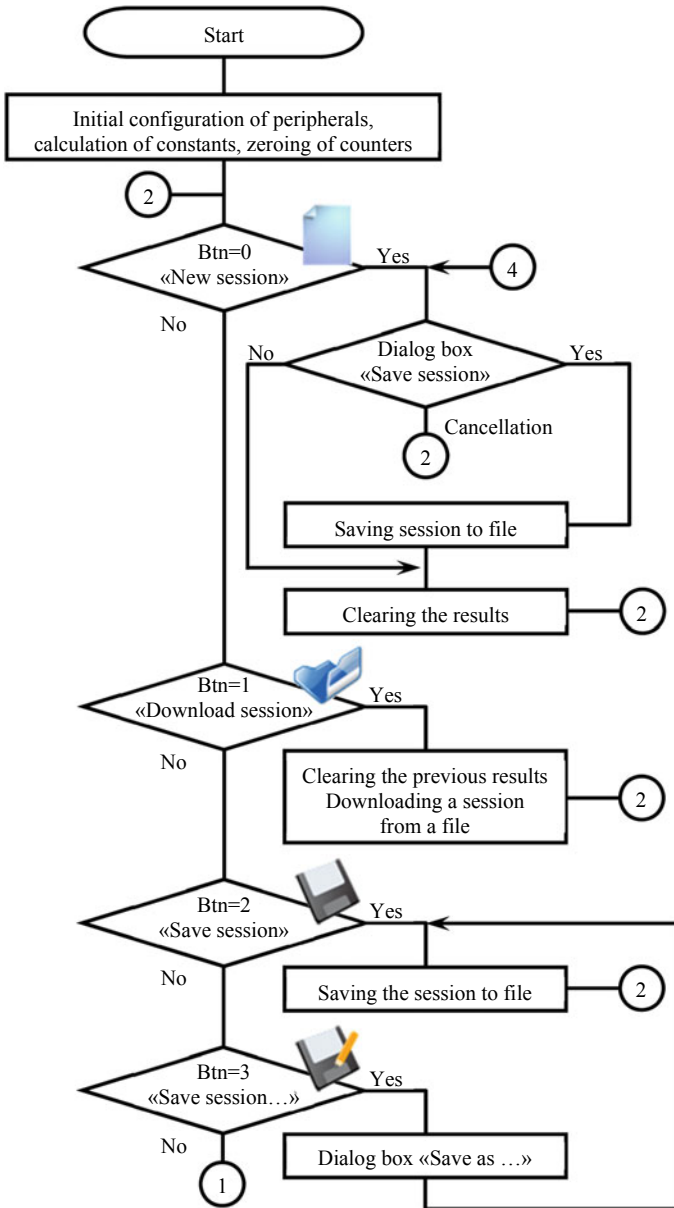 Start
Initial configuration of peripherals,
calculation of constants, zeroing of counters
2
Btn=0
«New session»
Yes
4
No
Dialog box
«Save session»
No
Yes
Cancellation
2
Saving session to file
Clearing the results
2
Btn=1
«Download session»
Yes
No
Clearing the previous results
Downloading a session
from a file
2
Btn=2
«Save session»
Yes
No
Saving the session to file
2
Btn=3
«Save session…»
Yes
No
Dialog box «Save as …»
1